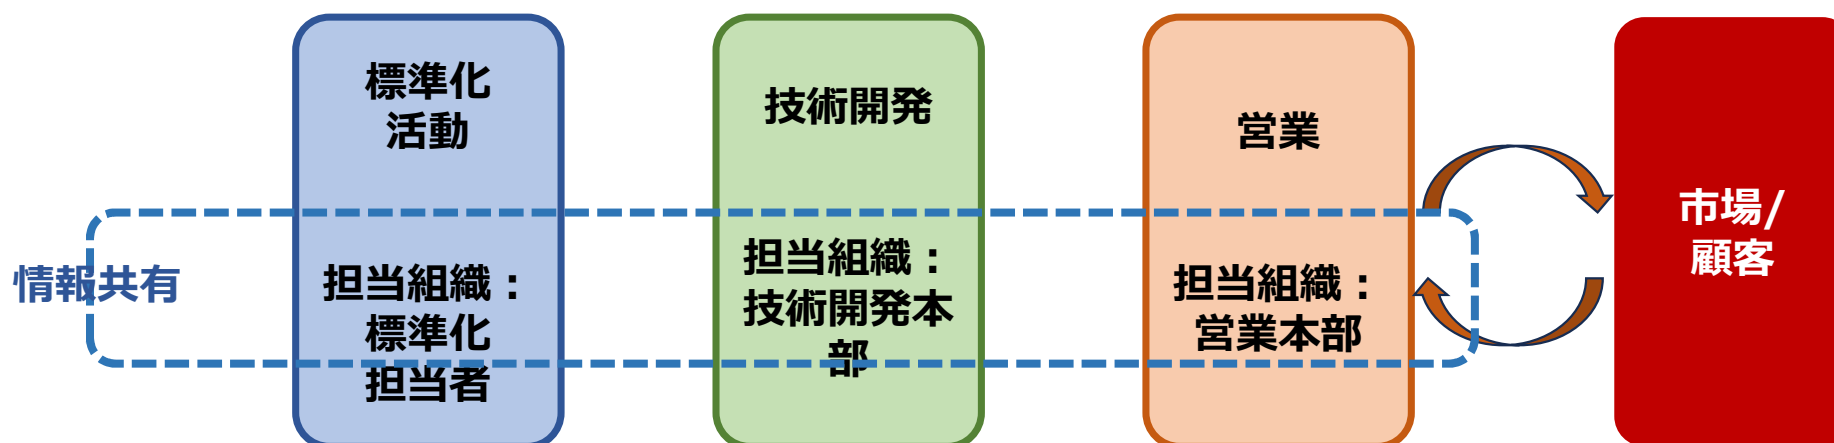 標準化
活動
担当組織：
標準化
担当者
技術開発
担当組織：
技術開発本
部
営業
担当組織：
営業本部
市場/
顧客
情報共有